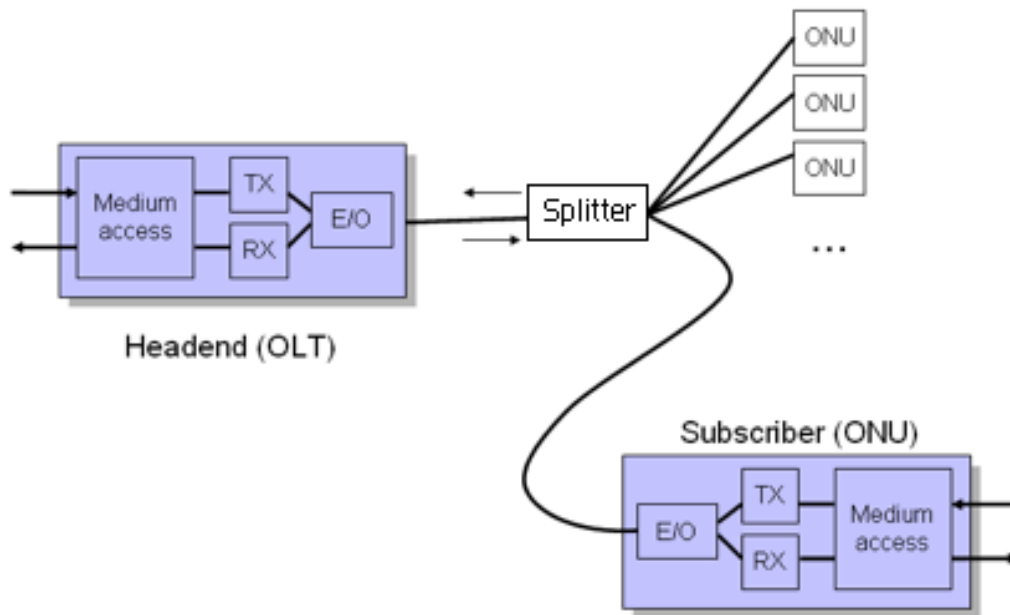 ONU
ONU
ONU
TX
Medium
access
E/O
RX
Splitter
...
Headend (OLT)
Subscriber (ONU)
TX
E/O
Medium
access
RX